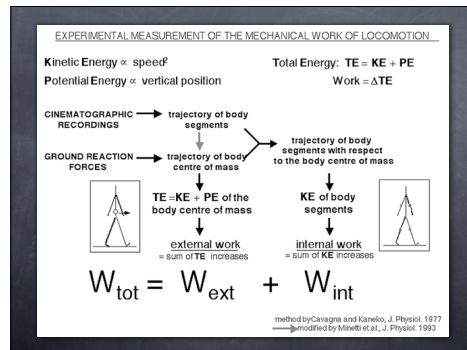 EXPERIMENTAL MEASUREMENT OF THE MECHANICAL WORK OF LOCOMOTION
Kinetic Energy ∝ speed²
Potential Energy ∝ vertical position
Total Energy: TE = KE + PE
Work = ΔTE
CINEMATOGRAPHIC
RECORDINGS
trajectory of body
segments
GROUND REACTION
FORCES
trajectory of body
centre of mass
trajectory of body
segments with respect
to the body centre of mass
TE =KE + PE of the
body centre of mass
KE of body
segments
external work
= sum of TE increases
internal work
= sum of KE increases
Wtot = Wext + Wint
method byCavagna and Kaneko, J. Physiol. 1977
modified by Minetti et al., J. Physiol. 1993